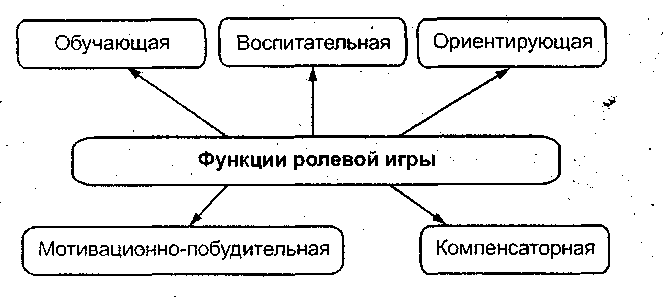 Обучающая
Воспитательная
Ориентирующая
Функции ролевой игры
Мотивационно-побудительная
Компенсаторная